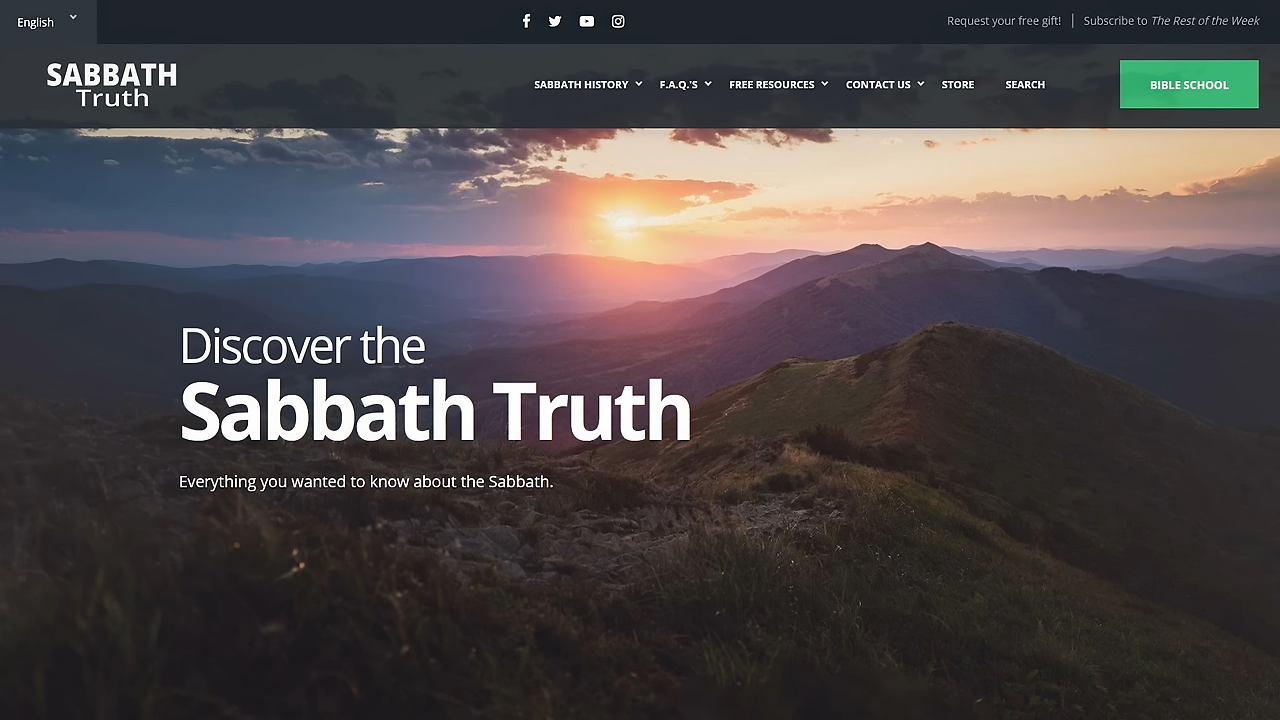 English
Request your free gift!
Subscribe to The Rest of the Week
SABBATH
Truth
SABBATH HISTORY
F.A.Q.'S
FREE RESOURCES
CONTACT US
STORE
SEARCH
BIBLE SCHOOL
Discover the
Sabbath Truth
Everything you wanted to know about the Sabbath.